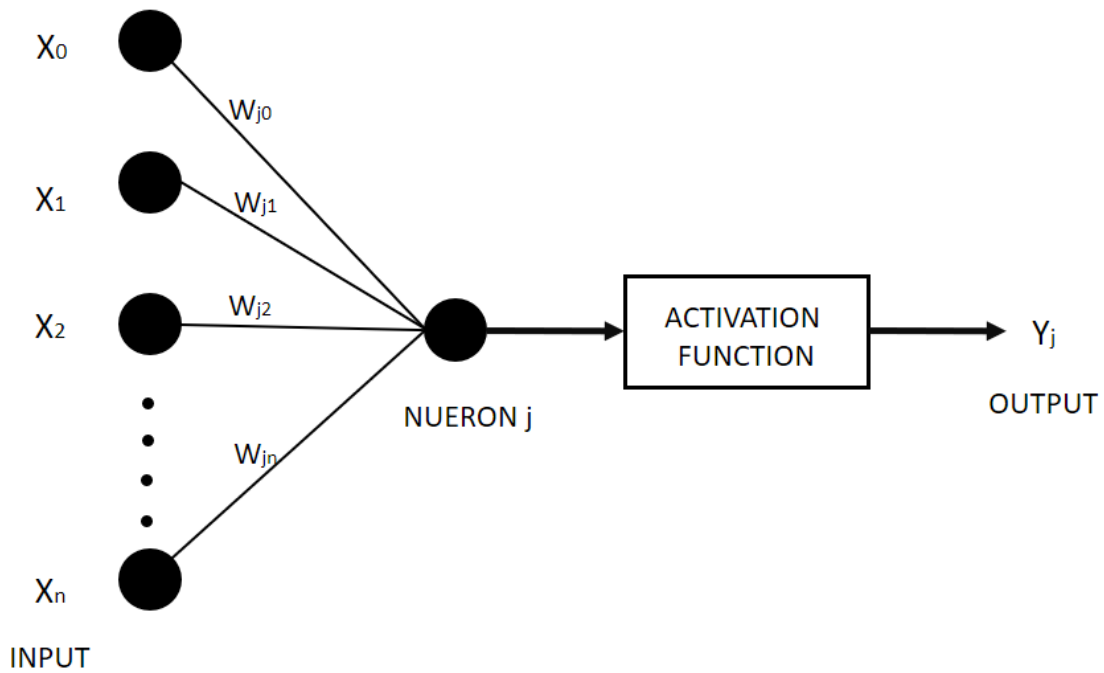 X0
Wj0
X1
Wj1
X2
Wj2
ACTIVATION
FUNCTION
Yj
NUERON j
OUTPUT
Wjn
Xn
INPUT